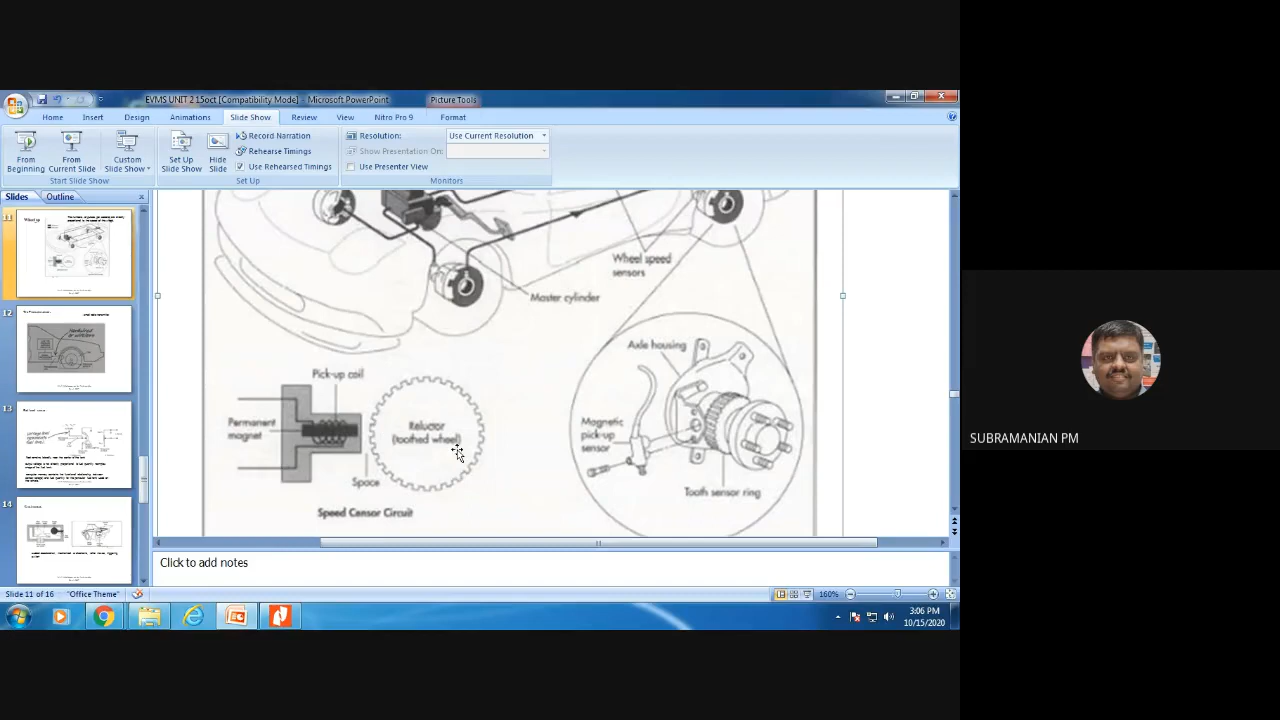 EVMS UNIT 2 15oct [Compatibility Mode] - Microsoft PowerPoint
Picture Tools
Home
Insert
Design
Animations
Slide Show
Review
View
Nitro Pro 9
Format
From Beginning
From Current Slide
Custom Slide Show
Start Slide Show
Set Up Slide Show
Hide Slide
Record Narration
Rehearse Timings
Use Rehearsed Timings
Set Up
Resolution:
Use Current Resolution
Show Presentation On:
Use Presenter View
Monitors
Slides
Outline
11
12
13
14
Wheel speed
sensors
Master cylinder
Pick-up coil
Permanent
magnet
Reluctor
(toothed wheel)
Space
Speed Censor Circuit
Axle housing
Magnetic
pick-up
sensor
Tooth sensor ring
SUBRAMANIAN PM
Click to add notes
Slide 11 of 16
"Office Theme"
160%
3:06 PM
10/15/2020